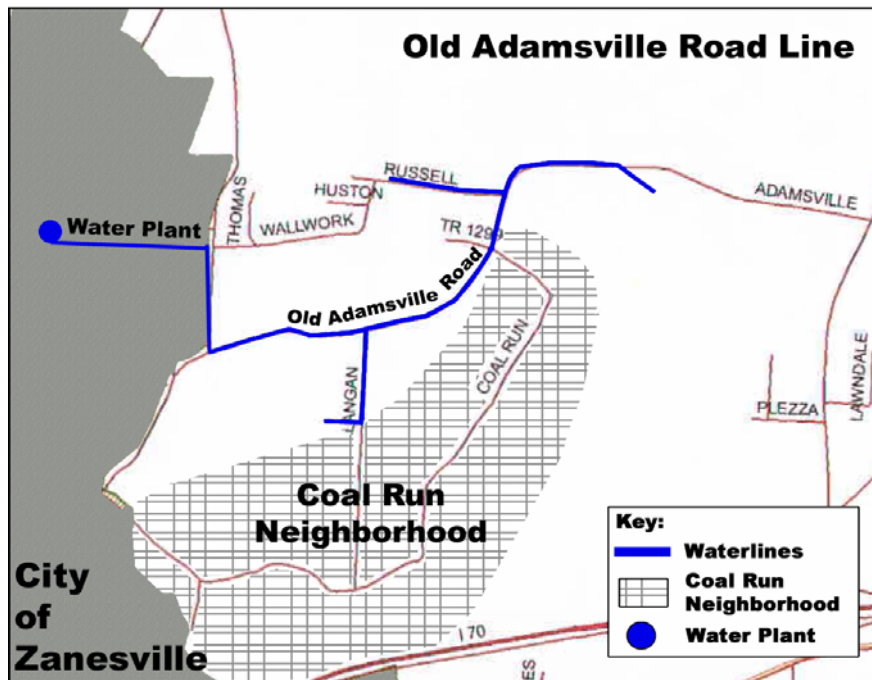 Old Adamsville Road Line
RUSSELL
HUSTON
THOMAS
WALLWORK
ADAMSVILLE
Water Plant
TR 1299
Old Adamsville Road
COAL RUN
LANGAN
PLEZZA
LAWNDALE
Coal Run
Neighborhood
City
of
Zanesville
I 70
ES
Key:
Waterlines
Coal Run
Neighborhood
Water Plant